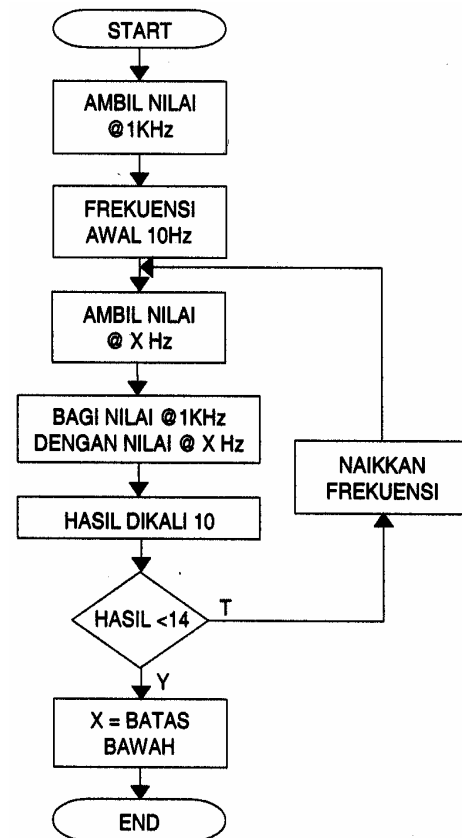 START
AMBIL NILAI
@1KHz
FREKUENSI
AWAL 10Hz
AMBIL NILAI
@ X Hz
BAGI NILAI @1KHz
DENGAN NILAI @ X Hz
NAIKKAN
FREKUENSI
HASIL DIKALI 10
HASIL <14
T
Y
X = BATAS
BAWAH
END